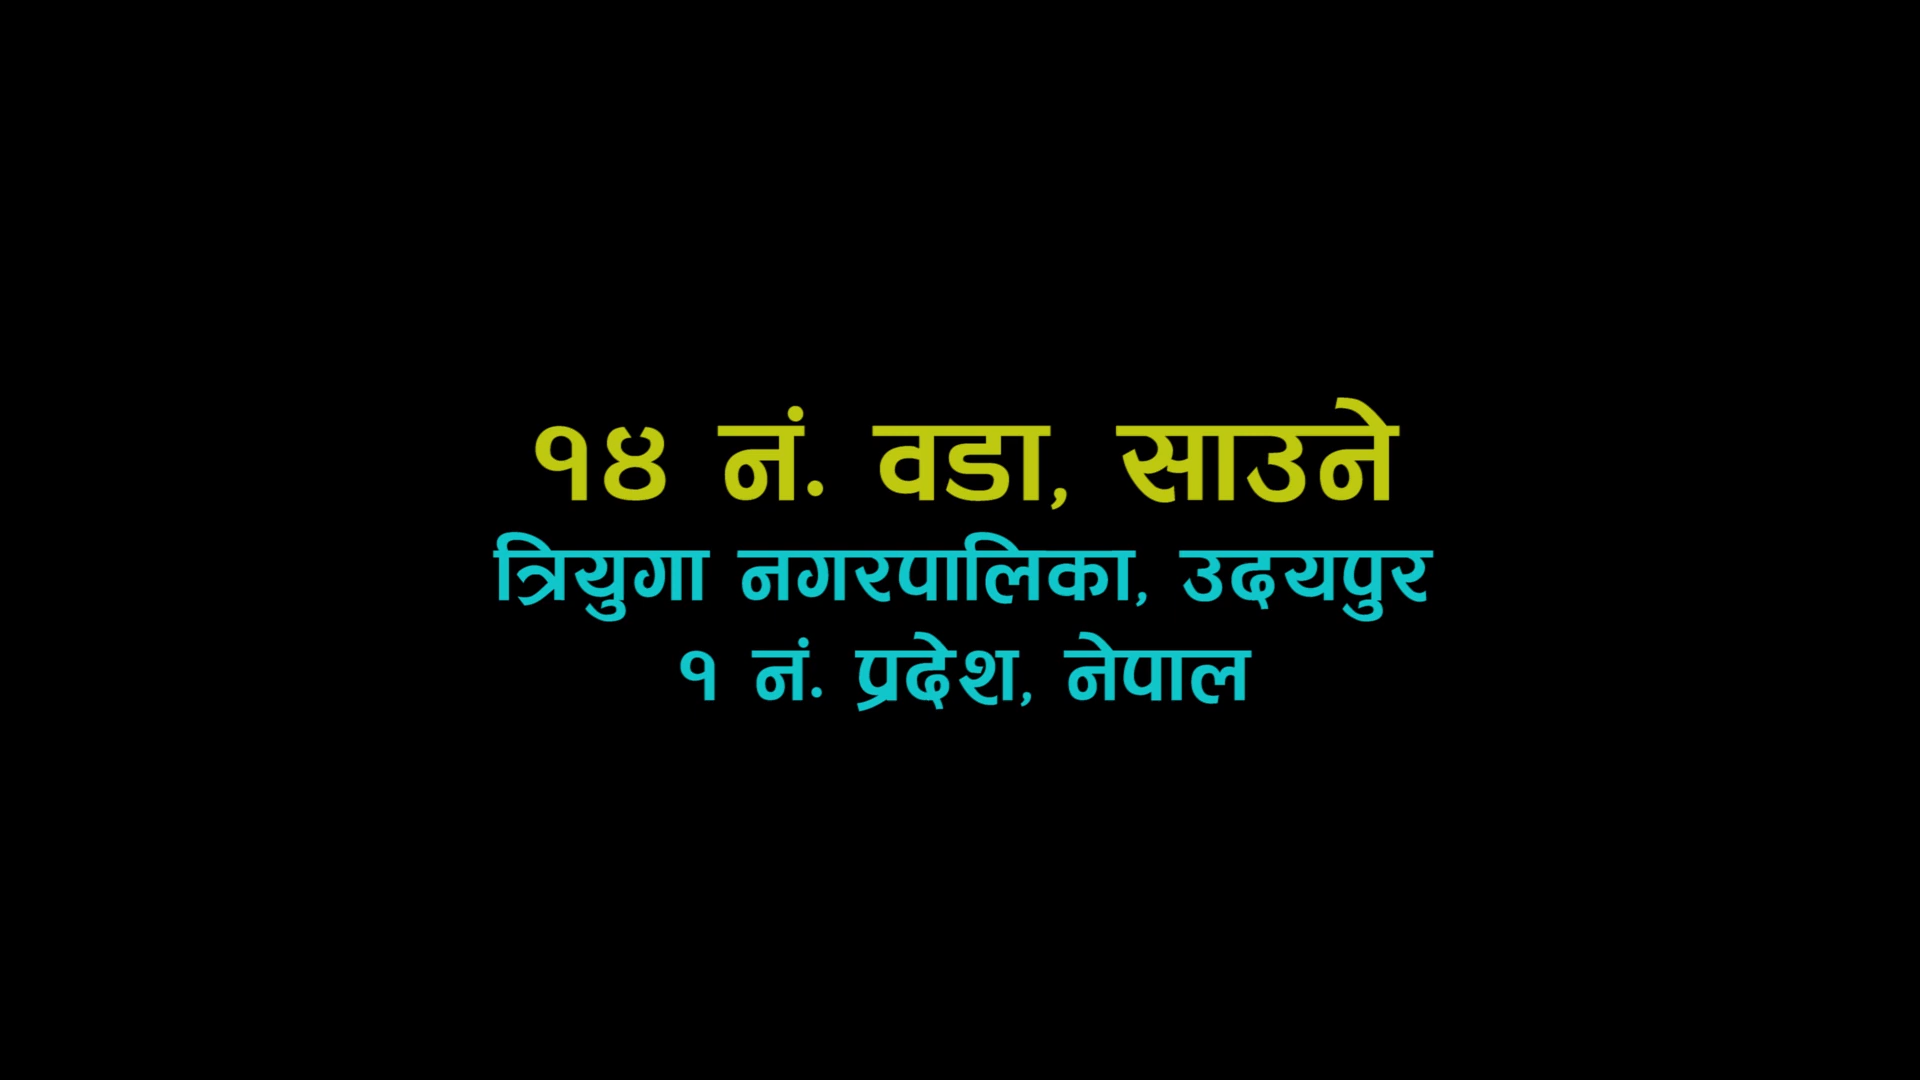 १४ नं. वडा, साउने
त्रियुगा नगरपालिका, उदयपुर
१ नं. प्रदेश, नेपाल